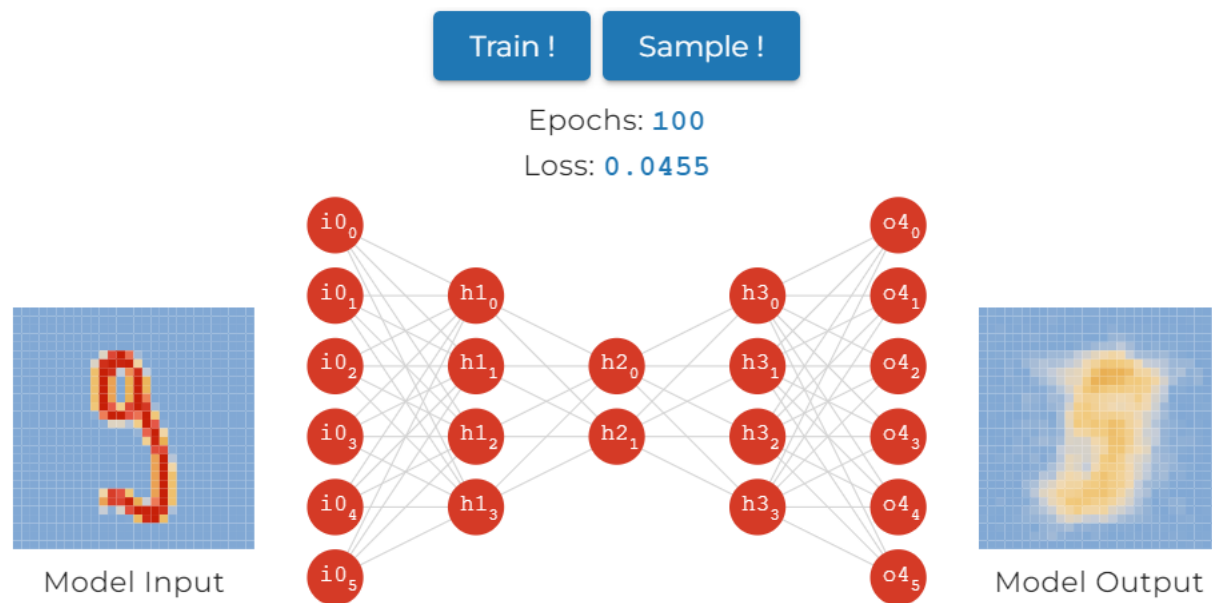 Train ! Sample !
Epochs: 100
Loss: 0.0455
i0₀ o4₀
i0₁ h1₀ h3₀ o4₁
i0₂ h1₁ h2₀ h3₁ o4₂
i0₃ h1₂ h2₁ h3₂ o4₃
i0₄ h1₃ h3₃ o4₄
i0₅ o4₅
Model Input Model Output